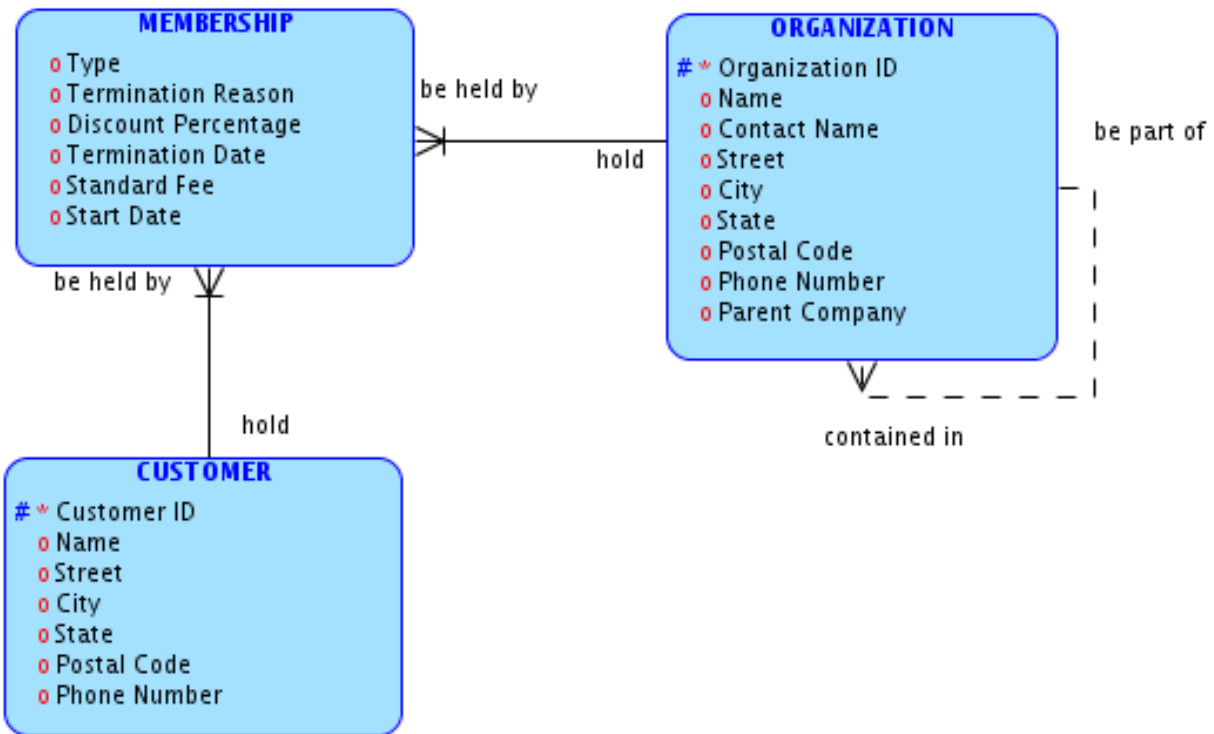 MEMBERSHIP
o Type
o Termination Reason
o Discount Percentage
o Termination Date
o Standard Fee
o Start Date
be held by
hold
ORGANIZATION
# * Organization ID
o Name
o Contact Name
o Street
o City
o State
o Postal Code
o Phone Number
o Parent Company
be part of
contained in
be held by
hold
CUSTOMER
# * Customer ID
o Name
o Street
o City
o State
o Postal Code
o Phone Number